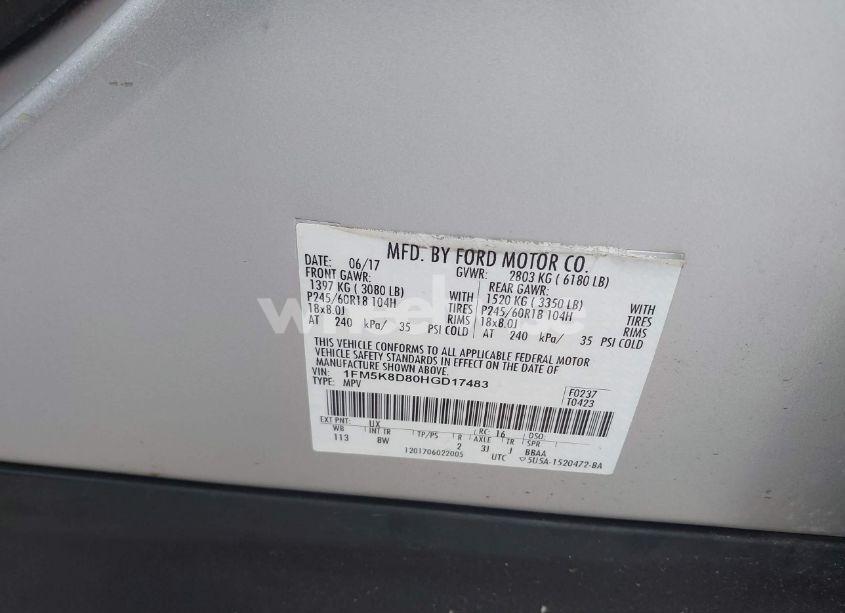 MFD. BY FORD MOTOR CO.
DATE: 06/17 GVWR: 2803 KG ( 6180 LB)
FRONT GAWR: REAR GAWR:
1397 KG ( 3080 LB) WITH 1520 KG ( 3350 LB) WITH
P245/60R18 104H TIRES P245/60R18 104H TIRES
18x8.0J RIMS 18x8.0J RIMS
AT 240 kPa/ 35 PSI COLD AT 240 kPa/ 35 PSI COLD
THIS VEHICLE CONFORMS TO ALL APPLICABLE FEDERAL MOTOR
VEHICLE SAFETY STANDARDS IN EFFECT ON THE DATE OF
MANUFACTURE SHOWN ABOVE.
VIN: 1FM5K8D80HGD17483 F0237
TYPE: MPV T0423
EXT PNT: UX RC: 16 DSO:
WB INT TR TP/PS R AXLE TR SPR
113 8W 2 3J J BBAA
1201706022005 UTC 5U5A-1520472-BA